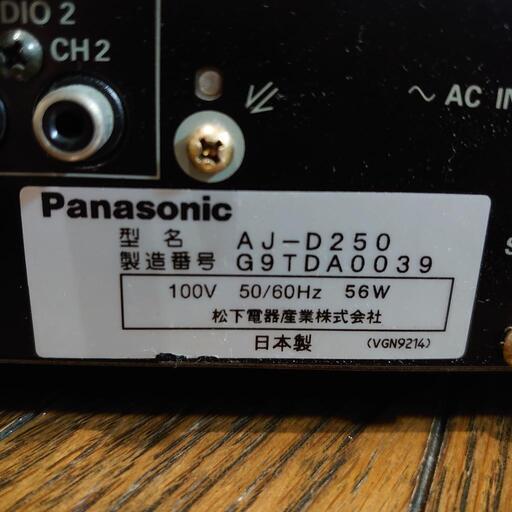 DIO 2
CH 2
AC IN
Panasonic
型 名 AJ-D250
製造番号 G9TDA0039
100V 50/60Hz 56W
松下電器産業株式会社
日本製 (VGN9214)
S